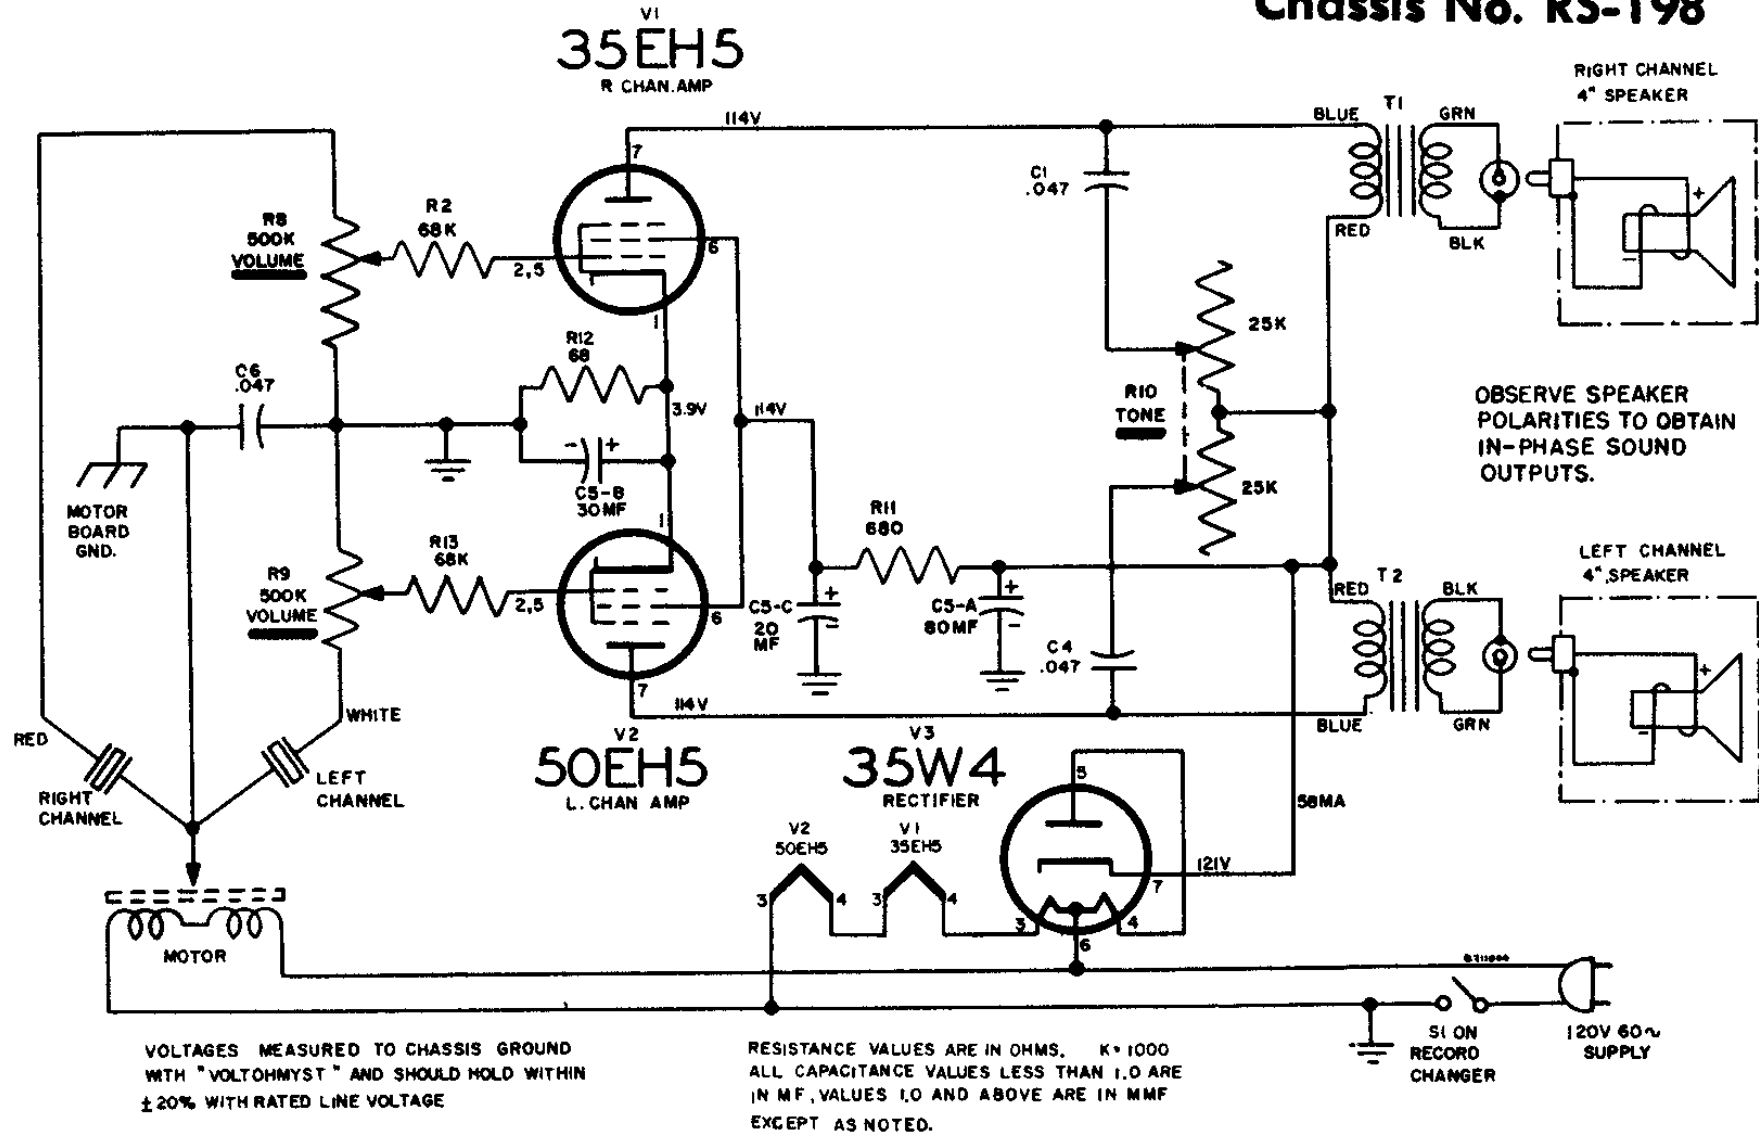 Chassis No. RS-198
V1
35EH5
R CHAN. AMP
RIGHT CHANNEL
4" SPEAKER
114V
BLUE
T1
GRN
7
C1
.047
R8
500K
VOLUME
R2
68K
2,5
6
1
RED
BLK
+
-
R12
68
25K
C6
.047
3.9V
114V
R10
TONE
OBSERVE SPEAKER
POLARITIES TO OBTAIN
IN-PHASE SOUND
OUTPUTS.
- +
C5-B
30MF
25K
MOTOR
BOARD
GND.
1
R11
680
R13
68K
R9
500K
VOLUME
2,5
6
C5-C
20
MF
+
-
C5-A
80MF
+
-
LEFT CHANNEL
4" SPEAKER
RED
T2
BLK
C4
.047
7
114V
WHITE
BLUE
GRN
+
-
RED
V2
50EH5
L. CHAN AMP
V3
35W4
RECTIFIER
5
LEFT
CHANNEL
RIGHT
CHANNEL
58MA
V2
50EH5
V1
35EH5
121V
7
3
4
3
4
3
4
6
MOTOR
S1 ON
RECORD
CHANGER
120V 60~
SUPPLY
VOLTAGES MEASURED TO CHASSIS GROUND
WITH "VOLTOHMYST" AND SHOULD HOLD WITHIN
±20% WITH RATED LINE VOLTAGE
RESISTANCE VALUES ARE IN OHMS. K=1000
ALL CAPACITANCE VALUES LESS THAN 1.0 ARE
IN MF, VALUES 1.0 AND ABOVE ARE IN MMF
EXCEPT AS NOTED.